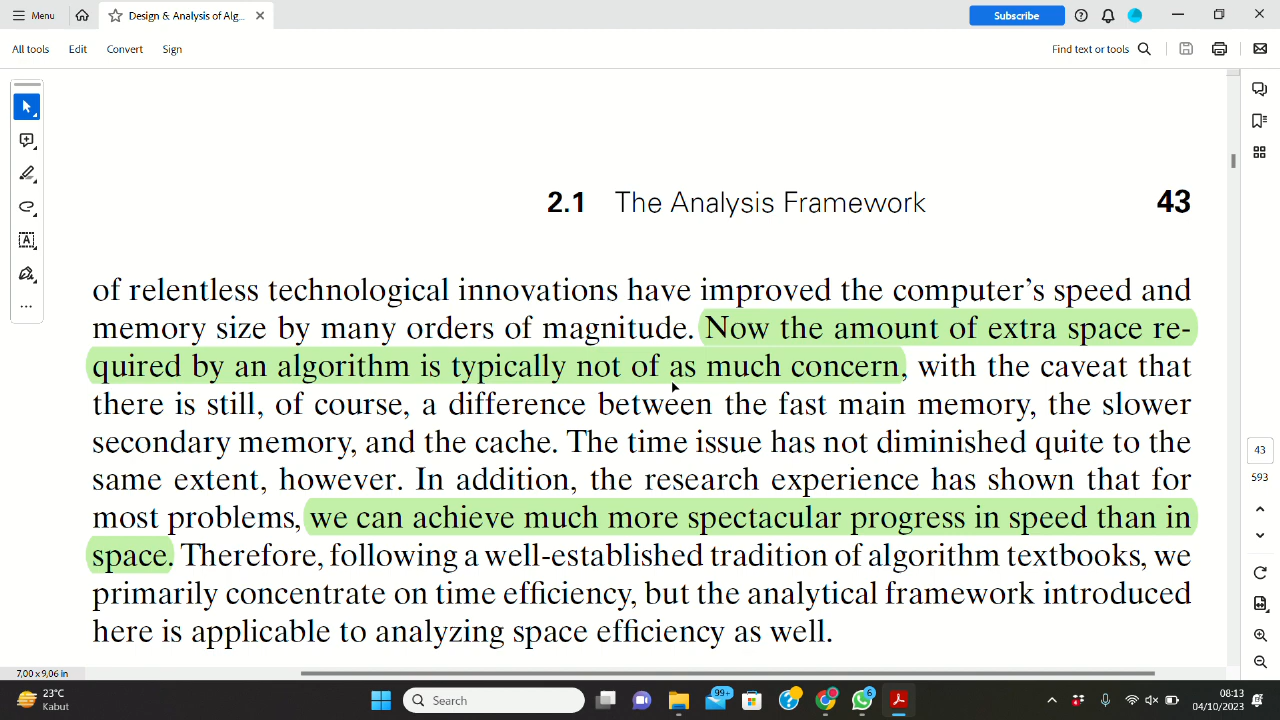 Menu
Design & Analysis of Alg...
Subscribe
All tools
Edit
Convert
Sign
Find text or tools
2.1 The Analysis Framework 43
of relentless technological innovations have improved the computer's speed and
memory size by many orders of magnitude. Now the amount of extra space re-
quired by an algorithm is typically not of as much concern, with the caveat that
there is still, of course, a difference between the fast main memory, the slower
secondary memory, and the cache. The time issue has not diminished quite to the
same extent, however. In addition, the research experience has shown that for
most problems, we can achieve much more spectacular progress in speed than in
space. Therefore, following a well-established tradition of algorithm textbooks, we
primarily concentrate on time efficiency, but the analytical framework introduced
here is applicable to analyzing space efficiency as well.
43
593
7,00 x 9,06 in
23°C
Kabut
Search
99+
6
08:13
04/10/2023